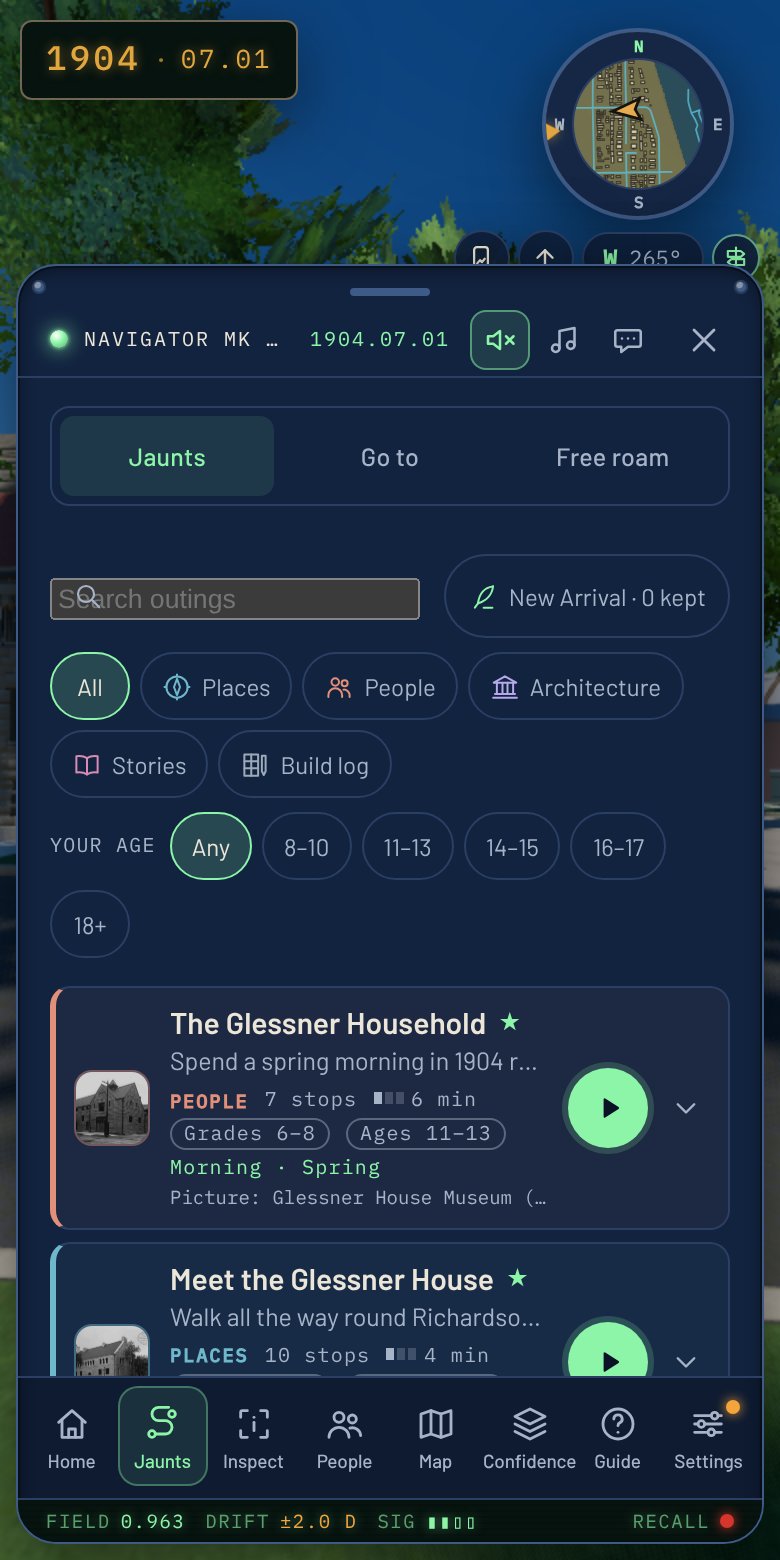 1904 · 07.01
N
W
E
S
W 265°
NAVIGATOR MK …
1904.07.01
Jaunts
Go to
Free roam
Search outings
New Arrival · 0 kept
All
Places
People
Architecture
Stories
Build log
YOUR AGE
Any
8–10
11–13
14–15
16–17
18+
The Glessner Household ★
Spend a spring morning in 1904 r…
PEOPLE 7 stops 6 min
Grades 6–8 Ages 11–13
Morning · Spring
Picture: Glessner House Museum (…
Meet the Glessner House ★
Walk all the way round Richardso…
PLACES 10 stops 4 min
Home
Jaunts
Inspect
People
Map
Confidence
Guide
Settings
FIELD 0.963 DRIFT ±2.0 D SIG
RECALL